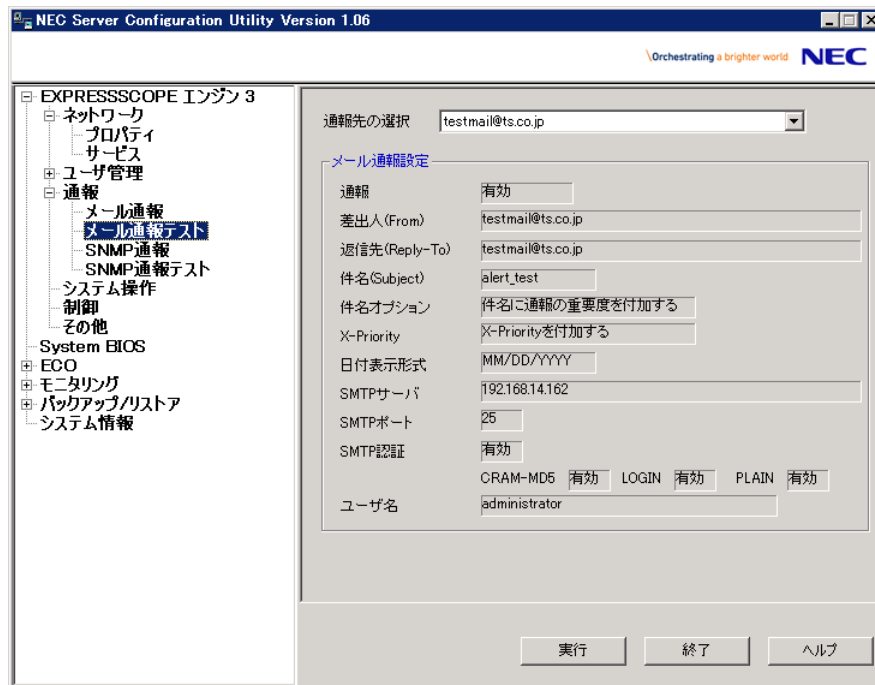 NEC Server Configuration Utility Version 1.06
\Orchestrating a brighter world NEC
EXPRESSSCOPE エンジン 3
ネットワーク
プロパティ
サービス
ユーザ管理
通報
メール通報
メール通報テスト
SNMP通報
SNMP通報テスト
システム操作
制御
その他
System BIOS
ECO
モニタリング
バックアップ/リストア
システム情報
通報先の選択 testmail@ts.co.jp
メール通報設定
通報 有効
差出人(From) testmail@ts.co.jp
返信先(Reply-To) testmail@ts.co.jp
件名(Subject) alert_test
件名オプション 件名に通報の重要度を付加する
X-Priority X-Priorityを付加する
日付表示形式 MM/DD/YYYY
SMTPサーバ 192.168.14.162
SMTPポート 25
SMTP認証 有効
CRAM-MD5 有効 LOGIN 有効 PLAIN 有効
ユーザ名 administrator
実行 終了 ヘルプ